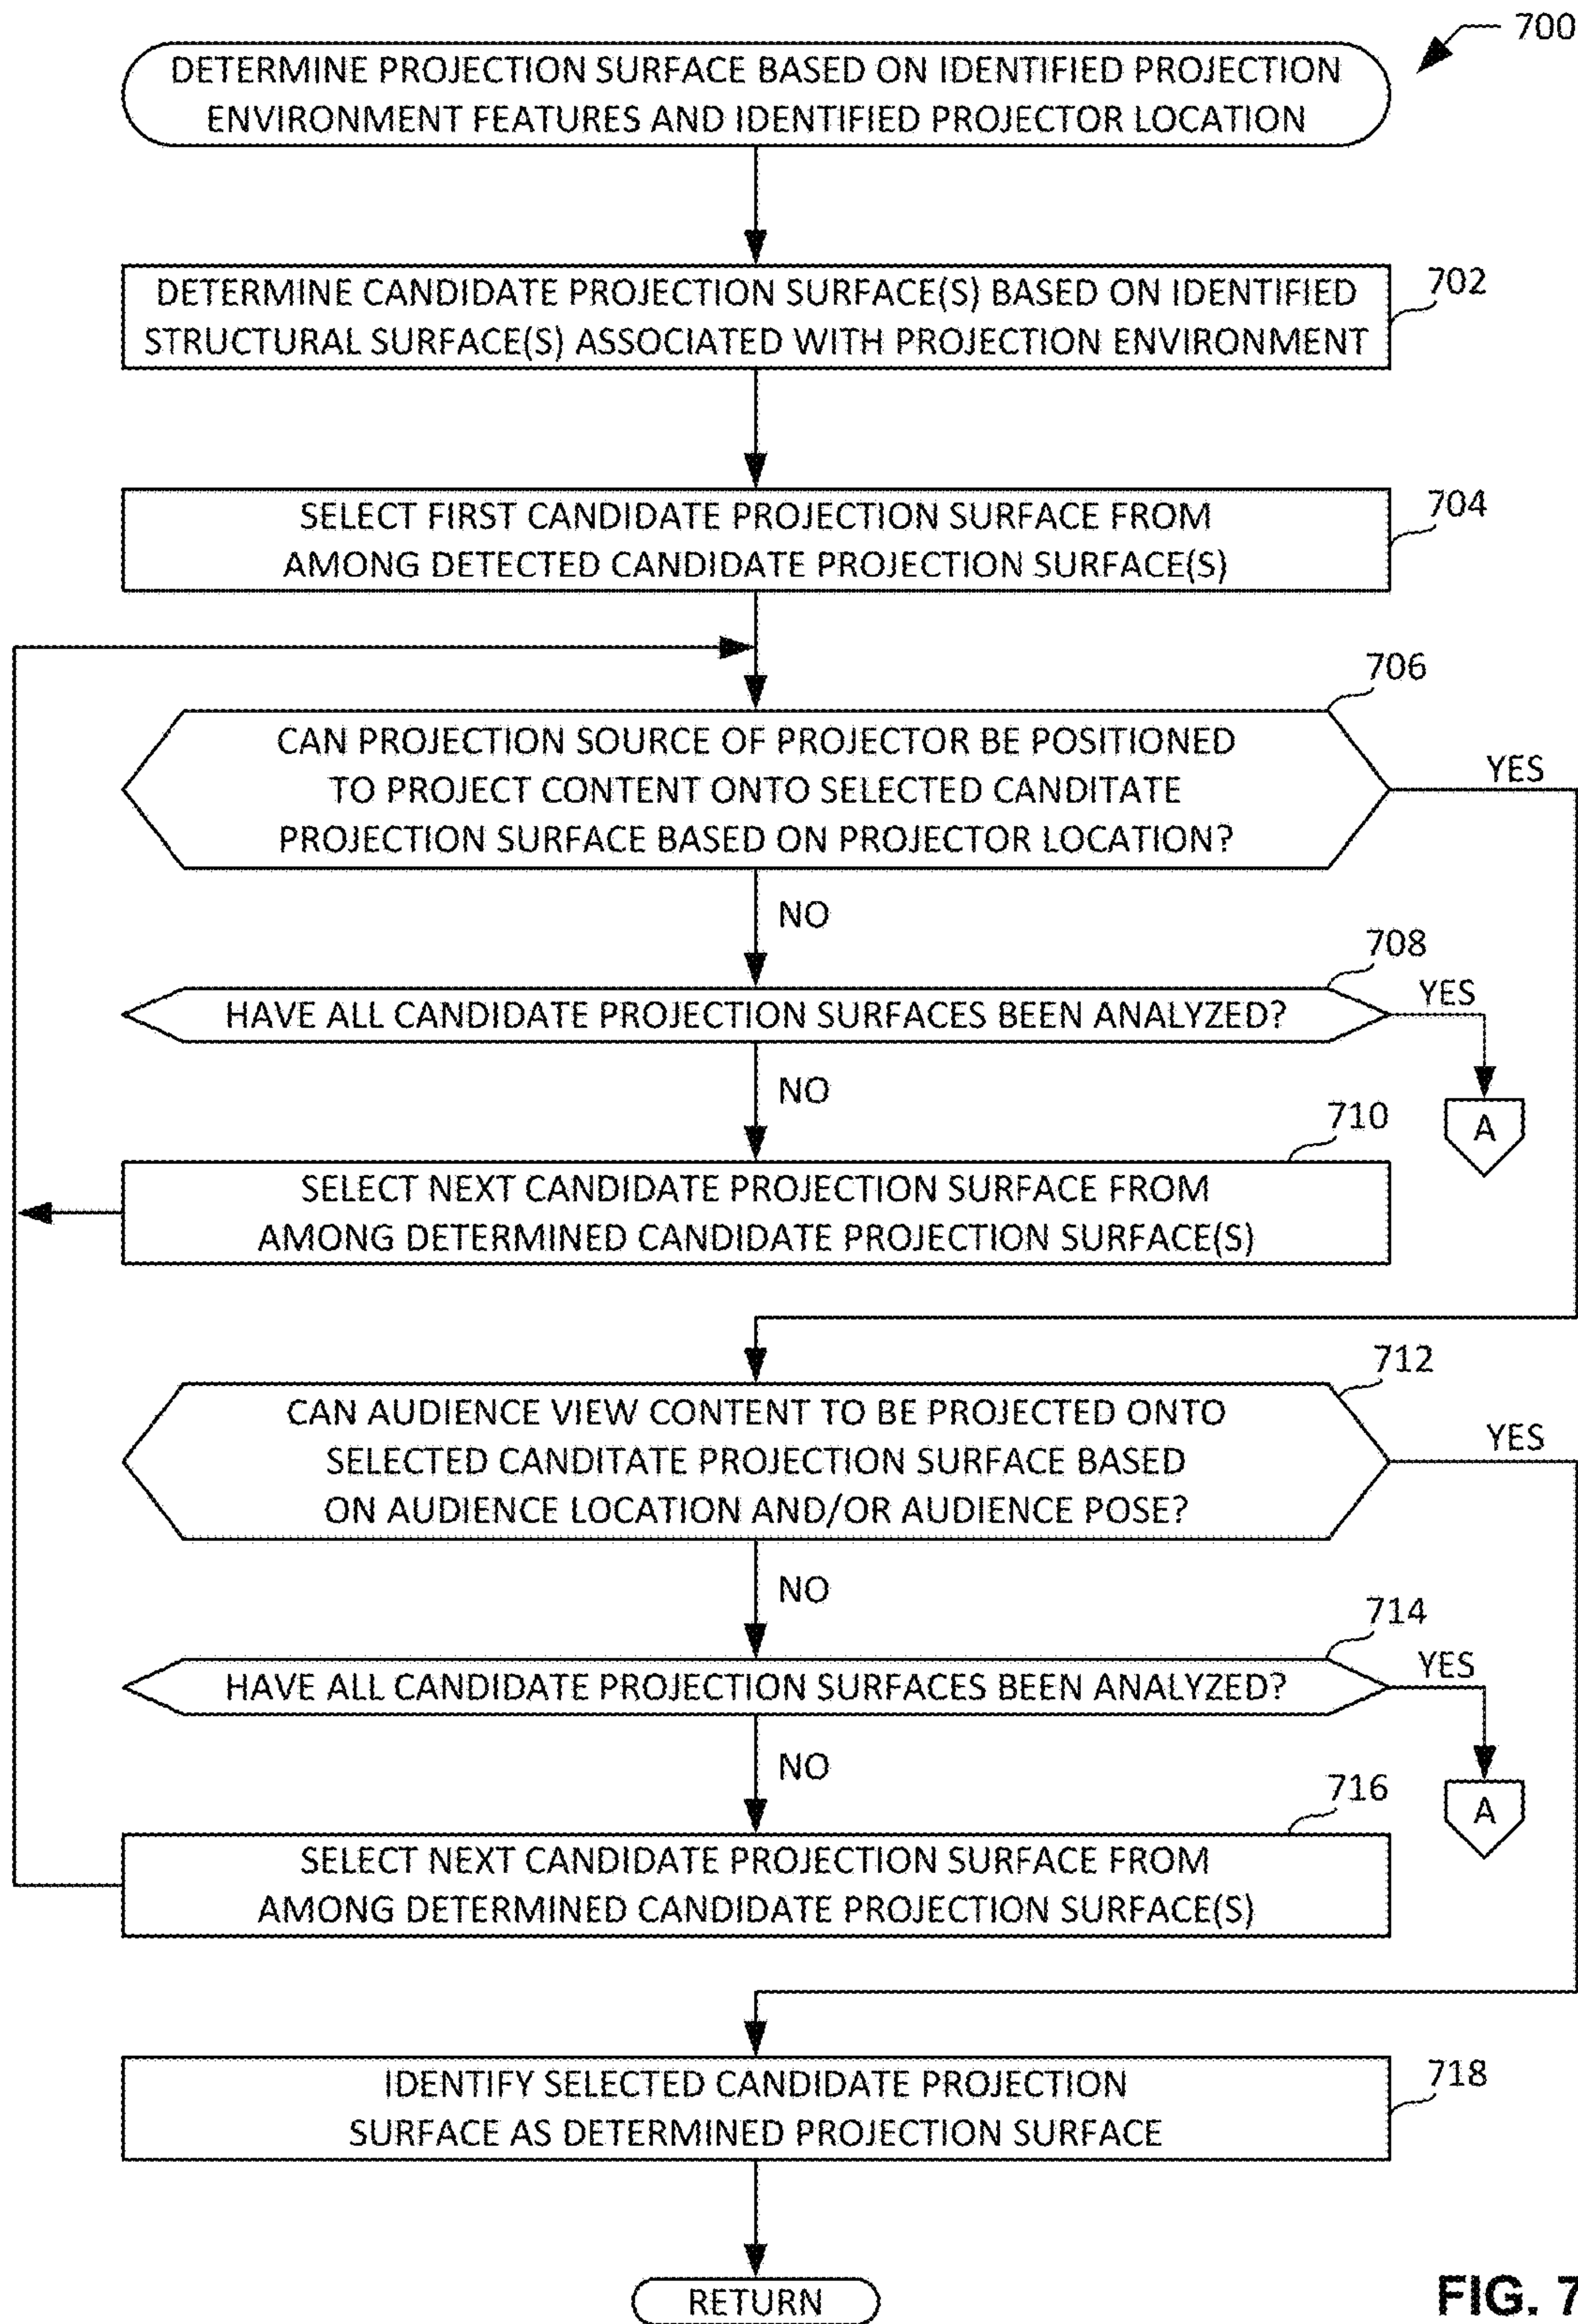 700
DETERMINE PROJECTION SURFACE BASED ON IDENTIFIED PROJECTION
ENVIRONMENT FEATURES AND IDENTIFIED PROJECTOR LOCATION
702
DETERMINE CANDIDATE PROJECTION SURFACE(S) BASED ON IDENTIFIED
STRUCTURAL SURFACE(S) ASSOCIATED WITH PROJECTION ENVIRONMENT
704
SELECT FIRST CANDIDATE PROJECTION SURFACE FROM
AMONG DETECTED CANDIDATE PROJECTION SURFACE(S)
706
CAN PROJECTION SOURCE OF PROJECTOR BE POSITIONED
TO PROJECT CONTENT ONTO SELECTED CANDITATE
PROJECTION SURFACE BASED ON PROJECTOR LOCATION?
YES
NO
708
HAVE ALL CANDIDATE PROJECTION SURFACES BEEN ANALYZED?
YES
NO
A
710
SELECT NEXT CANDIDATE PROJECTION SURFACE FROM
AMONG DETERMINED CANDIDATE PROJECTION SURFACE(S)
712
CAN AUDIENCE VIEW CONTENT TO BE PROJECTED ONTO
SELECTED CANDITATE PROJECTION SURFACE BASED
ON AUDIENCE LOCATION AND/OR AUDIENCE POSE?
YES
NO
714
HAVE ALL CANDIDATE PROJECTION SURFACES BEEN ANALYZED?
YES
NO
A
716
SELECT NEXT CANDIDATE PROJECTION SURFACE FROM
AMONG DETERMINED CANDIDATE PROJECTION SURFACE(S)
718
IDENTIFY SELECTED CANDIDATE PROJECTION
SURFACE AS DETERMINED PROJECTION SURFACE
RETURN
FIG. 7